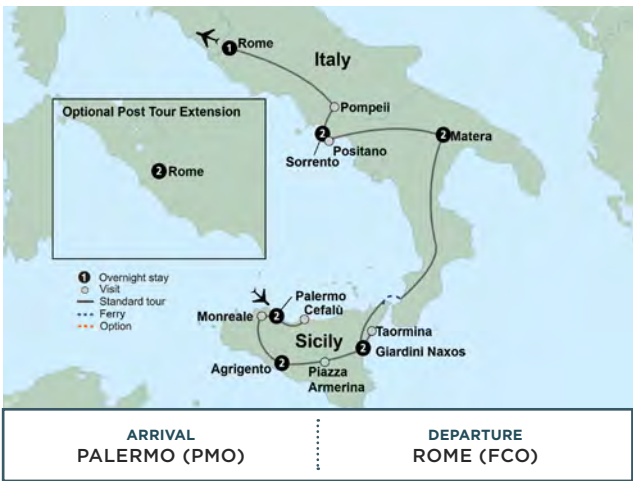 1 Rome
Italy
Optional Post Tour Extension
Pompeii
2 Rome
2
Sorrento
Positano
2 Matera
1 Overnight stay
Visit
Standard tour
Ferry
Option
Palermo
Cefalù
Monreale 2
Sicily
Taormina
2 Giardini Naxos
Agrigento 2
Piazza
Armerina
ARRIVAL
PALERMO (PMO)
DEPARTURE
ROME (FCO)